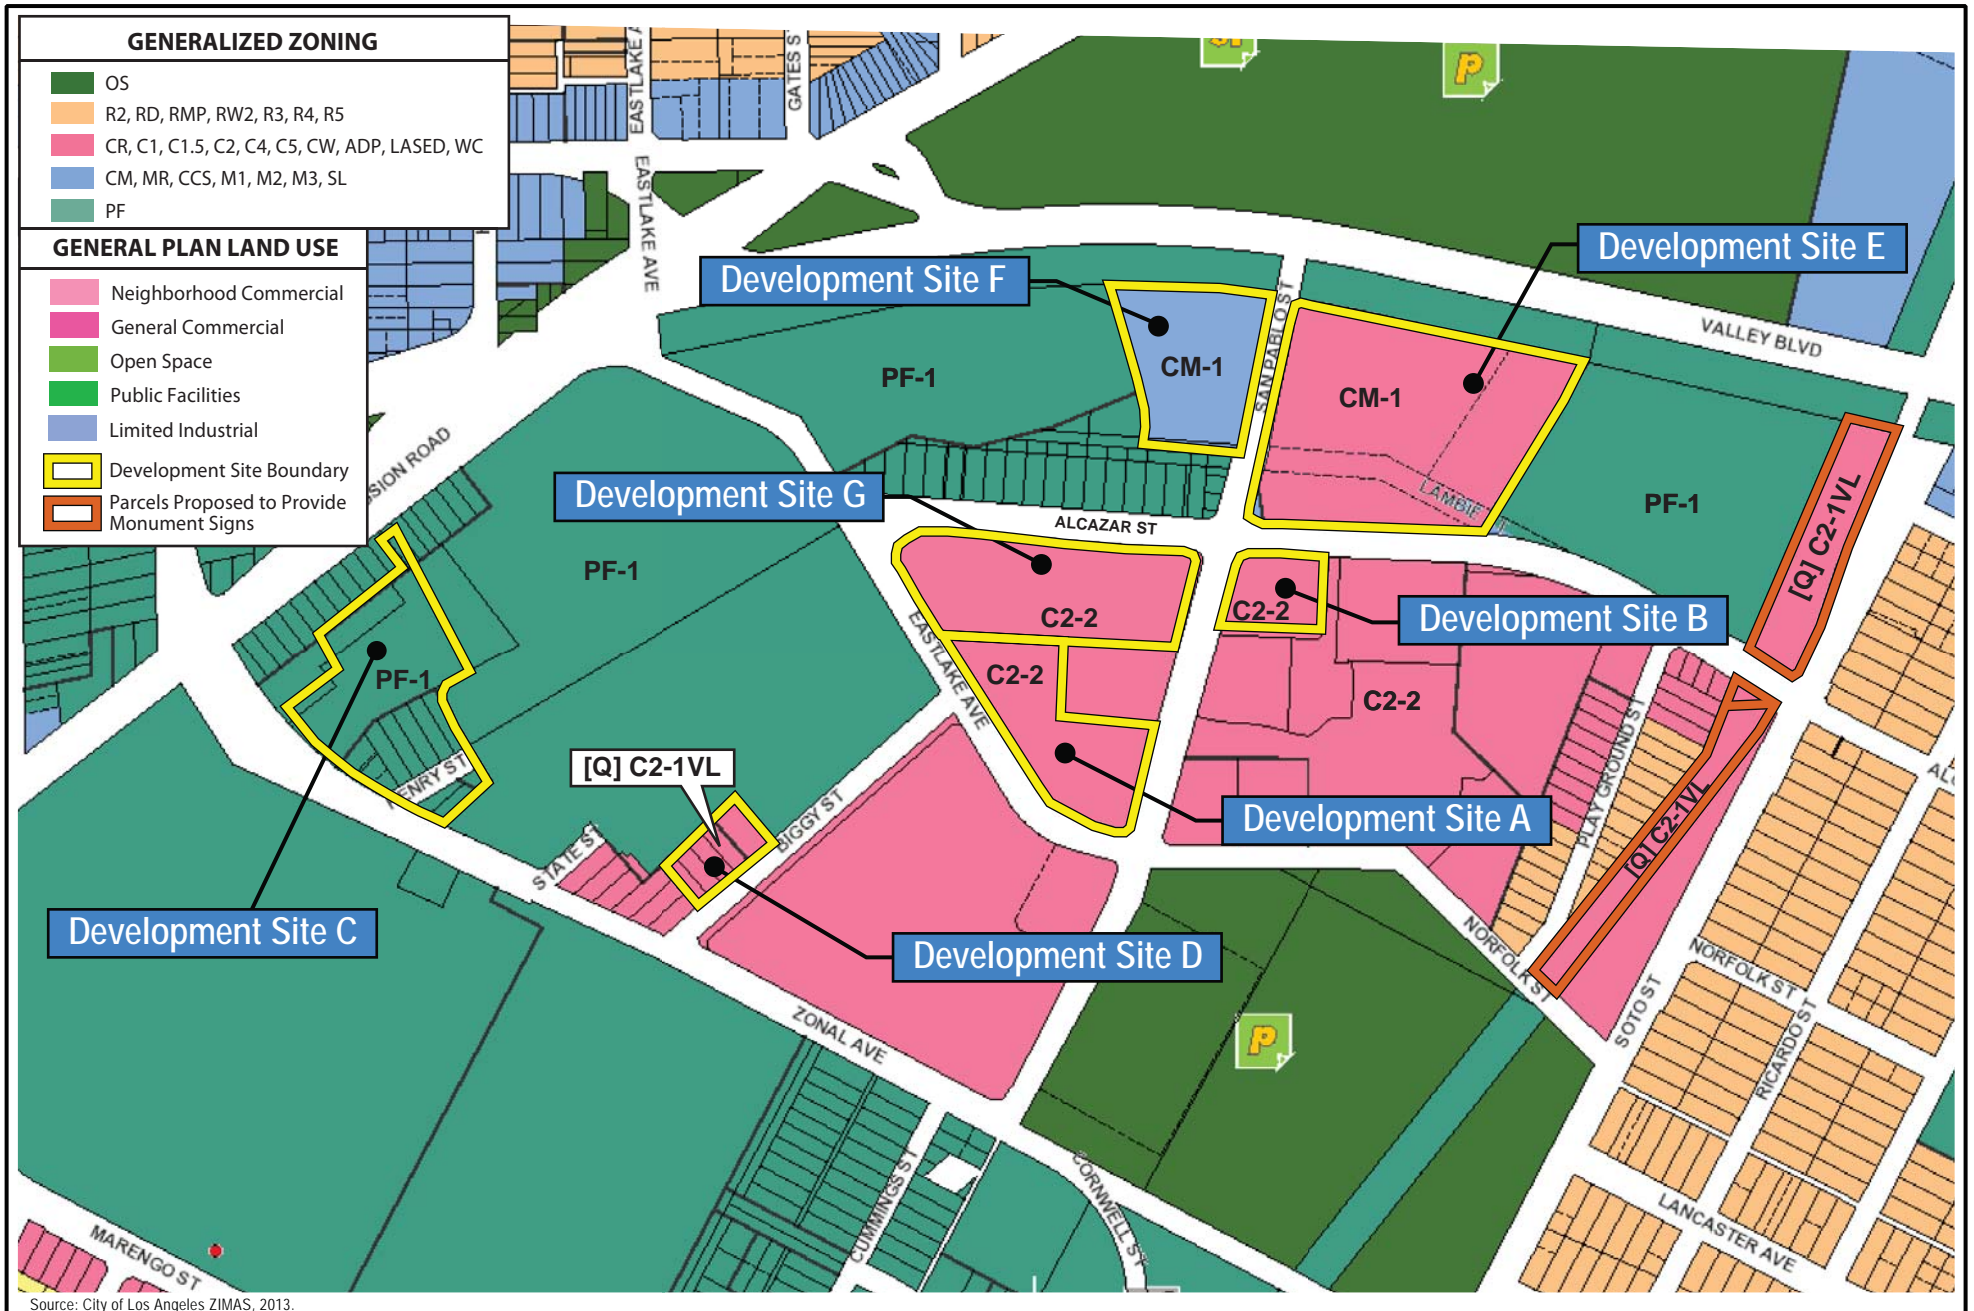 GENERALIZED ZONING
OS
R2, RD, RMP, RW2, R3, R4, R5
CR, C1, C1.5, C2, C4, C5, CW, ADP, LASED, WC
CM, MR, CCS, M1, M2, M3, SL
PF
GENERAL PLAN LAND USE
Neighborhood Commercial
General Commercial
Open Space
Public Facilities
Limited Industrial
Development Site Boundary
Parcels Proposed to Provide
Monument Signs
EASTLAKE A
GATES S
EASTLAKE AVE
P
Development Site E
Development Site F
SAN PABLO ST
VALLEY BLVD
CM-1
PF-1
CM-1
SSION ROAD
Development Site G
LAMBIE
PF-1
[Q] C2-1VL
ALCAZAR ST
PF-1
C2-2
C2-2
Development Site B
EASTLAKE AVE
C2-2
PF-1
C2-2
PLAY GROUND ST
HENRY ST
[Q] C2-1VL
BIGGY ST
Development Site A
[Q] C2-1VL
STATE ST
Development Site C
Development Site D
NORFOLK ST
NORFOLK ST
SOTO ST
RICARDO ST
ZONAL AVE
P
CUMMINGS ST
CORNWELL ST
LANCASTER AVE
MARENGO ST
Source: City of Los Angeles ZIMAS, 2013.